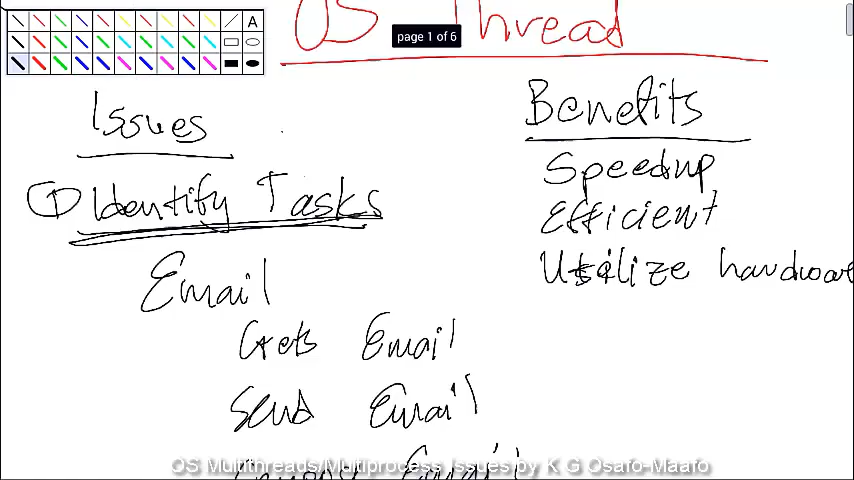 A
page 1 of 6
OS Thread
Issues
① Identify Tasks
Email
Gets Email
Send Email
Email
Benefits
Speedup
Efficient
Utilize hardware
OS Multithreads/Multiprocess Issues by K G Osafo-Maafo